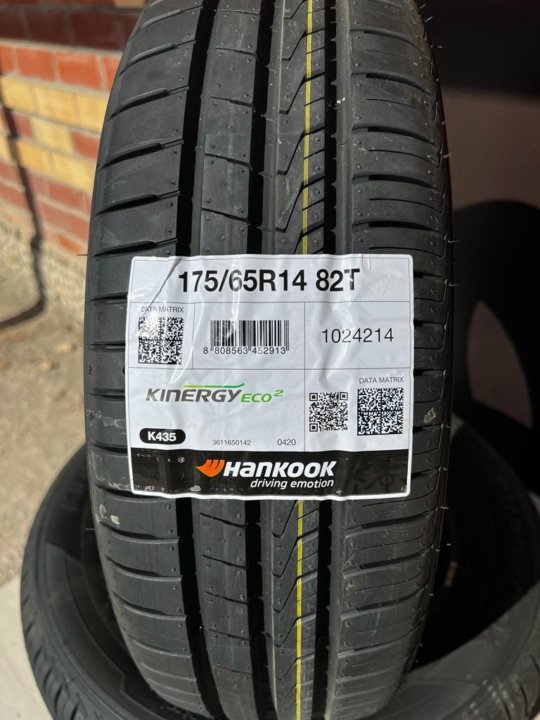 175/65R14 82T
DATA MATRIX
8 808563 452913
1024214
KINERGY ECO²
DATA MATRIX
K435
3611650142
0420
HANKOOK
driving emotion